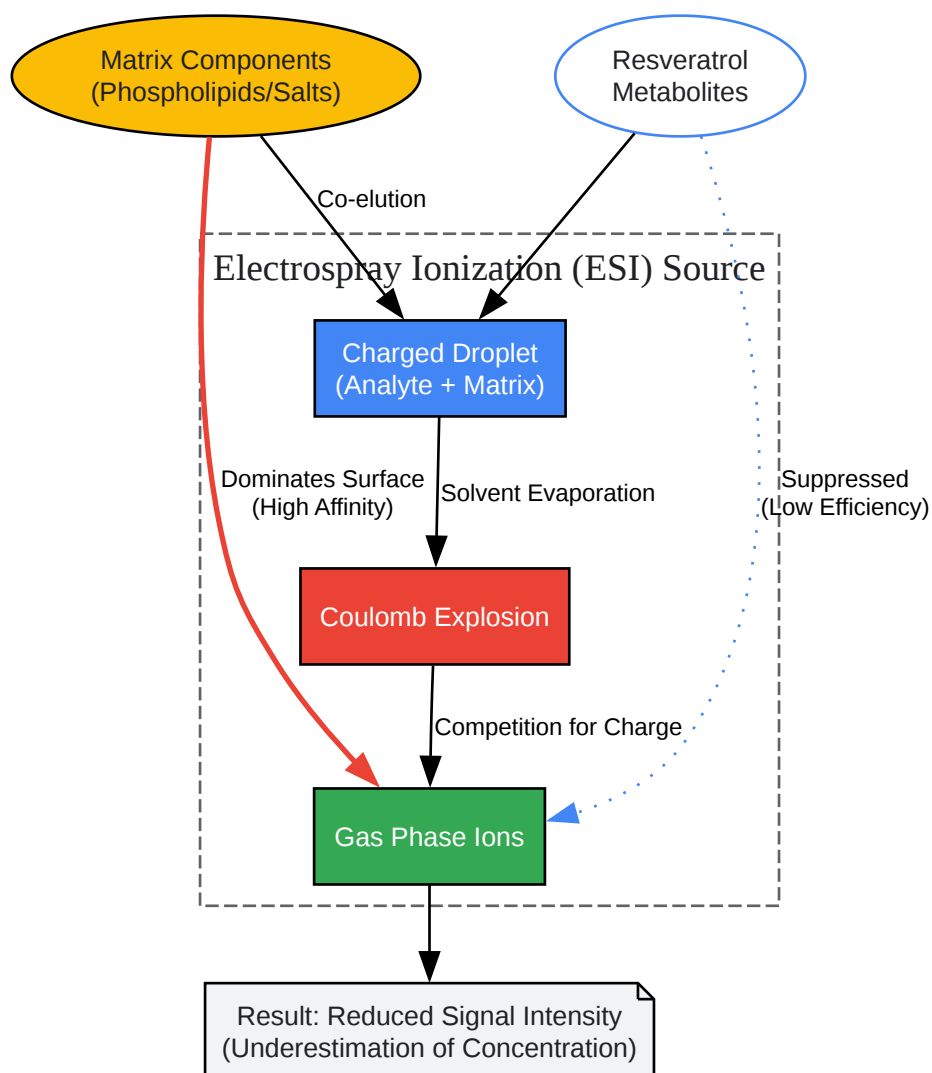 Matrix Components
(Phospholipids/Salts)
Resveratrol
Metabolites
Co-elution
Electrospray Ionization (ESI) Source
Charged Droplet
(Analyte + Matrix)
Dominates Surface
(High Affinity)
Solvent Evaporation
Suppressed
(Low Efficiency)
Coulomb Explosion
Competition for Charge
Gas Phase Ions
Result: Reduced Signal Intensity
(Underestimation of Concentration)